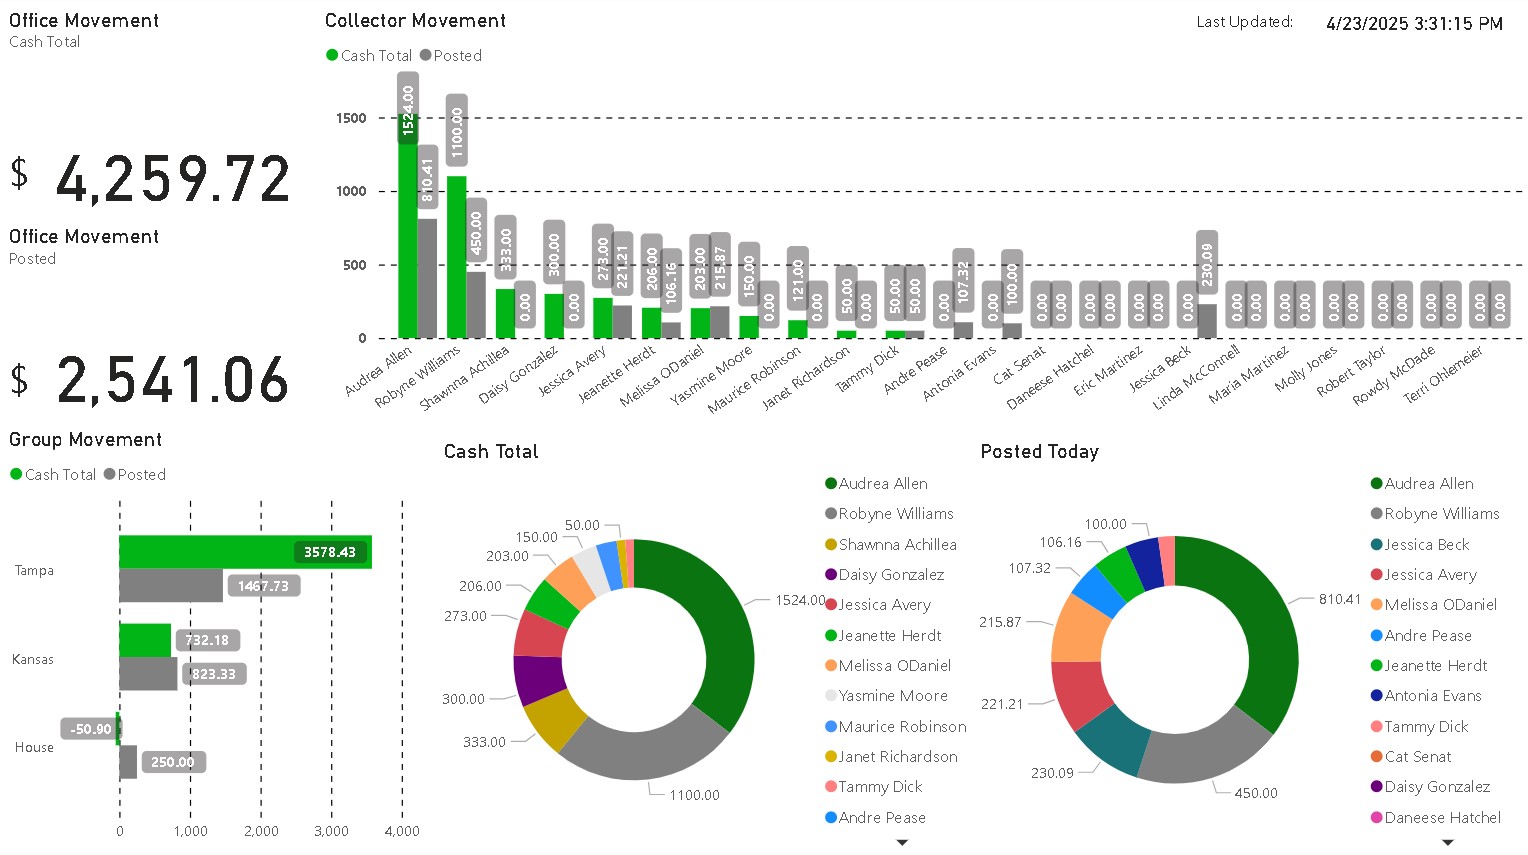 Office Movement
Cash Total
$ 4,259.72
Office Movement
Posted
$ 2,541.06
Collector Movement
Cash Total Posted
Last Updated: 4/23/2025 3:31:15 PM
1500
1000
500
0
1524.00
810.41
1100.00
450.00
333.00
0.00
300.00
0.00
273.00
221.21
206.00
106.16
203.00
215.87
150.00
0.00
121.00
0.00
50.00
0.00
50.00
50.00
0.00
107.32
0.00
100.00
0.00
0.00
0.00
0.00
0.00
0.00
0.00
230.09
0.00
0.00
0.00
0.00
0.00
0.00
0.00
0.00
0.00
0.00
0.00
0.00
Audrea Allen
Robyne Williams
Shawnna Achillea
Daisy Gonzalez
Jessica Avery
Jeanette Herdt
Melissa ODaniel
Yasmine Moore
Maurice Robinson
Janet Richardson
Tammy Dick
Andre Pease
Antonia Evans
Cat Senat
Daneese Hatchel
Eric Martinez
Jessica Beck
Linda McConnell
Maria Martinez
Molly Jones
Robert Taylor
Rowdy McDade
Terri Ohlemeier
Group Movement
Cash Total Posted
Tampa
3578.43
1467.73
Kansas
732.18
823.33
House
-50.90
250.00
0 1,000 2,000 3,000 4,000
Cash Total
50.00
150.00
203.00
206.00
273.00
300.00
333.00
1100.00
1524.00
Audrea Allen
Robyne Williams
Shawnna Achillea
Daisy Gonzalez
Jessica Avery
Jeanette Herdt
Melissa ODaniel
Yasmine Moore
Maurice Robinson
Janet Richardson
Tammy Dick
Andre Pease
Posted Today
100.00
106.16
107.32
215.87
221.21
230.09
450.00
810.41
Audrea Allen
Robyne Williams
Jessica Beck
Jessica Avery
Melissa ODaniel
Andre Pease
Jeanette Herdt
Antonia Evans
Tammy Dick
Cat Senat
Daisy Gonzalez
Daneese Hatchel